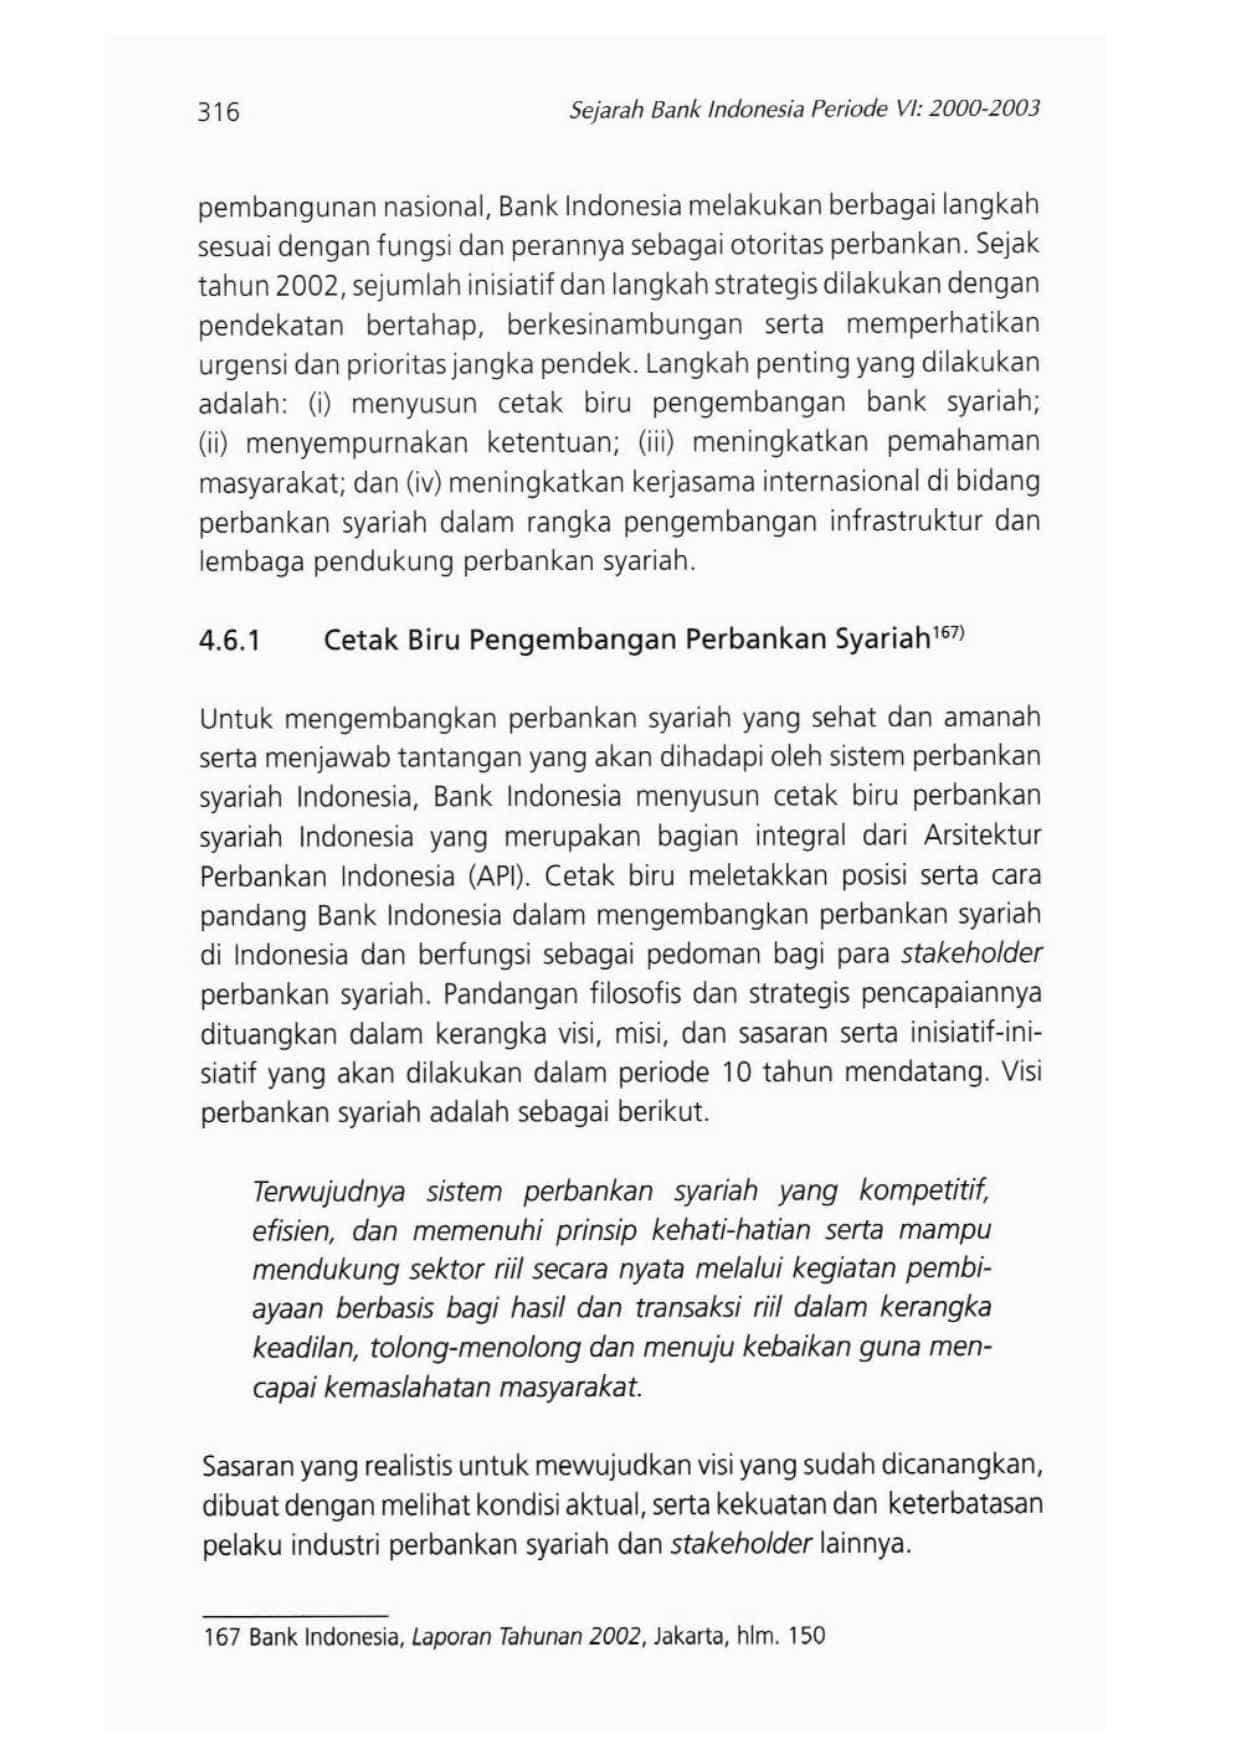 316
Sejarah Bank Indonesia Periode VI: 2000-2003
pembangunan nasional, Bank Indonesia melakukan berbagai langkah
sesuai dengan fungsi dan perannya sebagai otoritas perbankan. Sejak
tahun 2002, sejumlah inisiatif dan langkah strategis dilakukan dengan
pendekatan bertahap, berkesinambungan serta memperhatikan
urgensi dan prioritas jangka pendek. Langkah penting yang dilakukan
adalah: (i) menyusun cetak biru pengembangan bank syariah;
(ii) menyempurnakan ketentuan; (iii) meningkatkan pemahaman
masyarakat; dan (iv) meningkatkan kerjasama internasional di bidang
perbankan syariah dalam rangka pengembangan infrastruktur dan
lembaga pendukung perbankan syariah.
4.6.1 Cetak Biru Pengembangan Perbankan Syariah167)
Untuk mengembangkan perbankan syariah yang sehat dan amanah
serta menjawab tantangan yang akan dihadapi oleh sistem perbankan
syariah Indonesia, Bank Indonesia menyusun cetak biru perbankan
syariah Indonesia yang merupakan bagian integral dari Arsitektur
Perbankan Indonesia (API). Cetak biru meletakkan posisi serta cara
pandang Bank Indonesia dalam mengembangkan perbankan syariah
di Indonesia dan berfungsi sebagai pedoman bagi para stakeholder
perbankan syariah. Pandangan filosofis dan strategis pencapaiannya
dituangkan dalam kerangka visi, misi, dan sasaran serta inisiatif-ini-
siatif yang akan dilakukan dalam periode 10 tahun mendatang. Visi
perbankan syariah adalah sebagai berikut.
Terwujudnya sistem perbankan syariah yang kompetitif,
efisien, dan memenuhi prinsip kehati-hatian serta mampu
mendukung sektor riil secara nyata melalui kegiatan pembi-
ayaan berbasis bagi hasil dan transaksi riil dalam kerangka
keadilan, tolong-menolong dan menuju kebaikan guna men-
capai kemaslahatan masyarakat.
Sasaran yang realistis untuk mewujudkan visi yang sudah dicanangkan,
dibuat dengan melihat kondisi aktual, serta kekuatan dan keterbatasan
pelaku industri perbankan syariah dan stakeholder lainnya.
167 Bank Indonesia, Laporan Tahunan 2002, Jakarta, hlm. 150